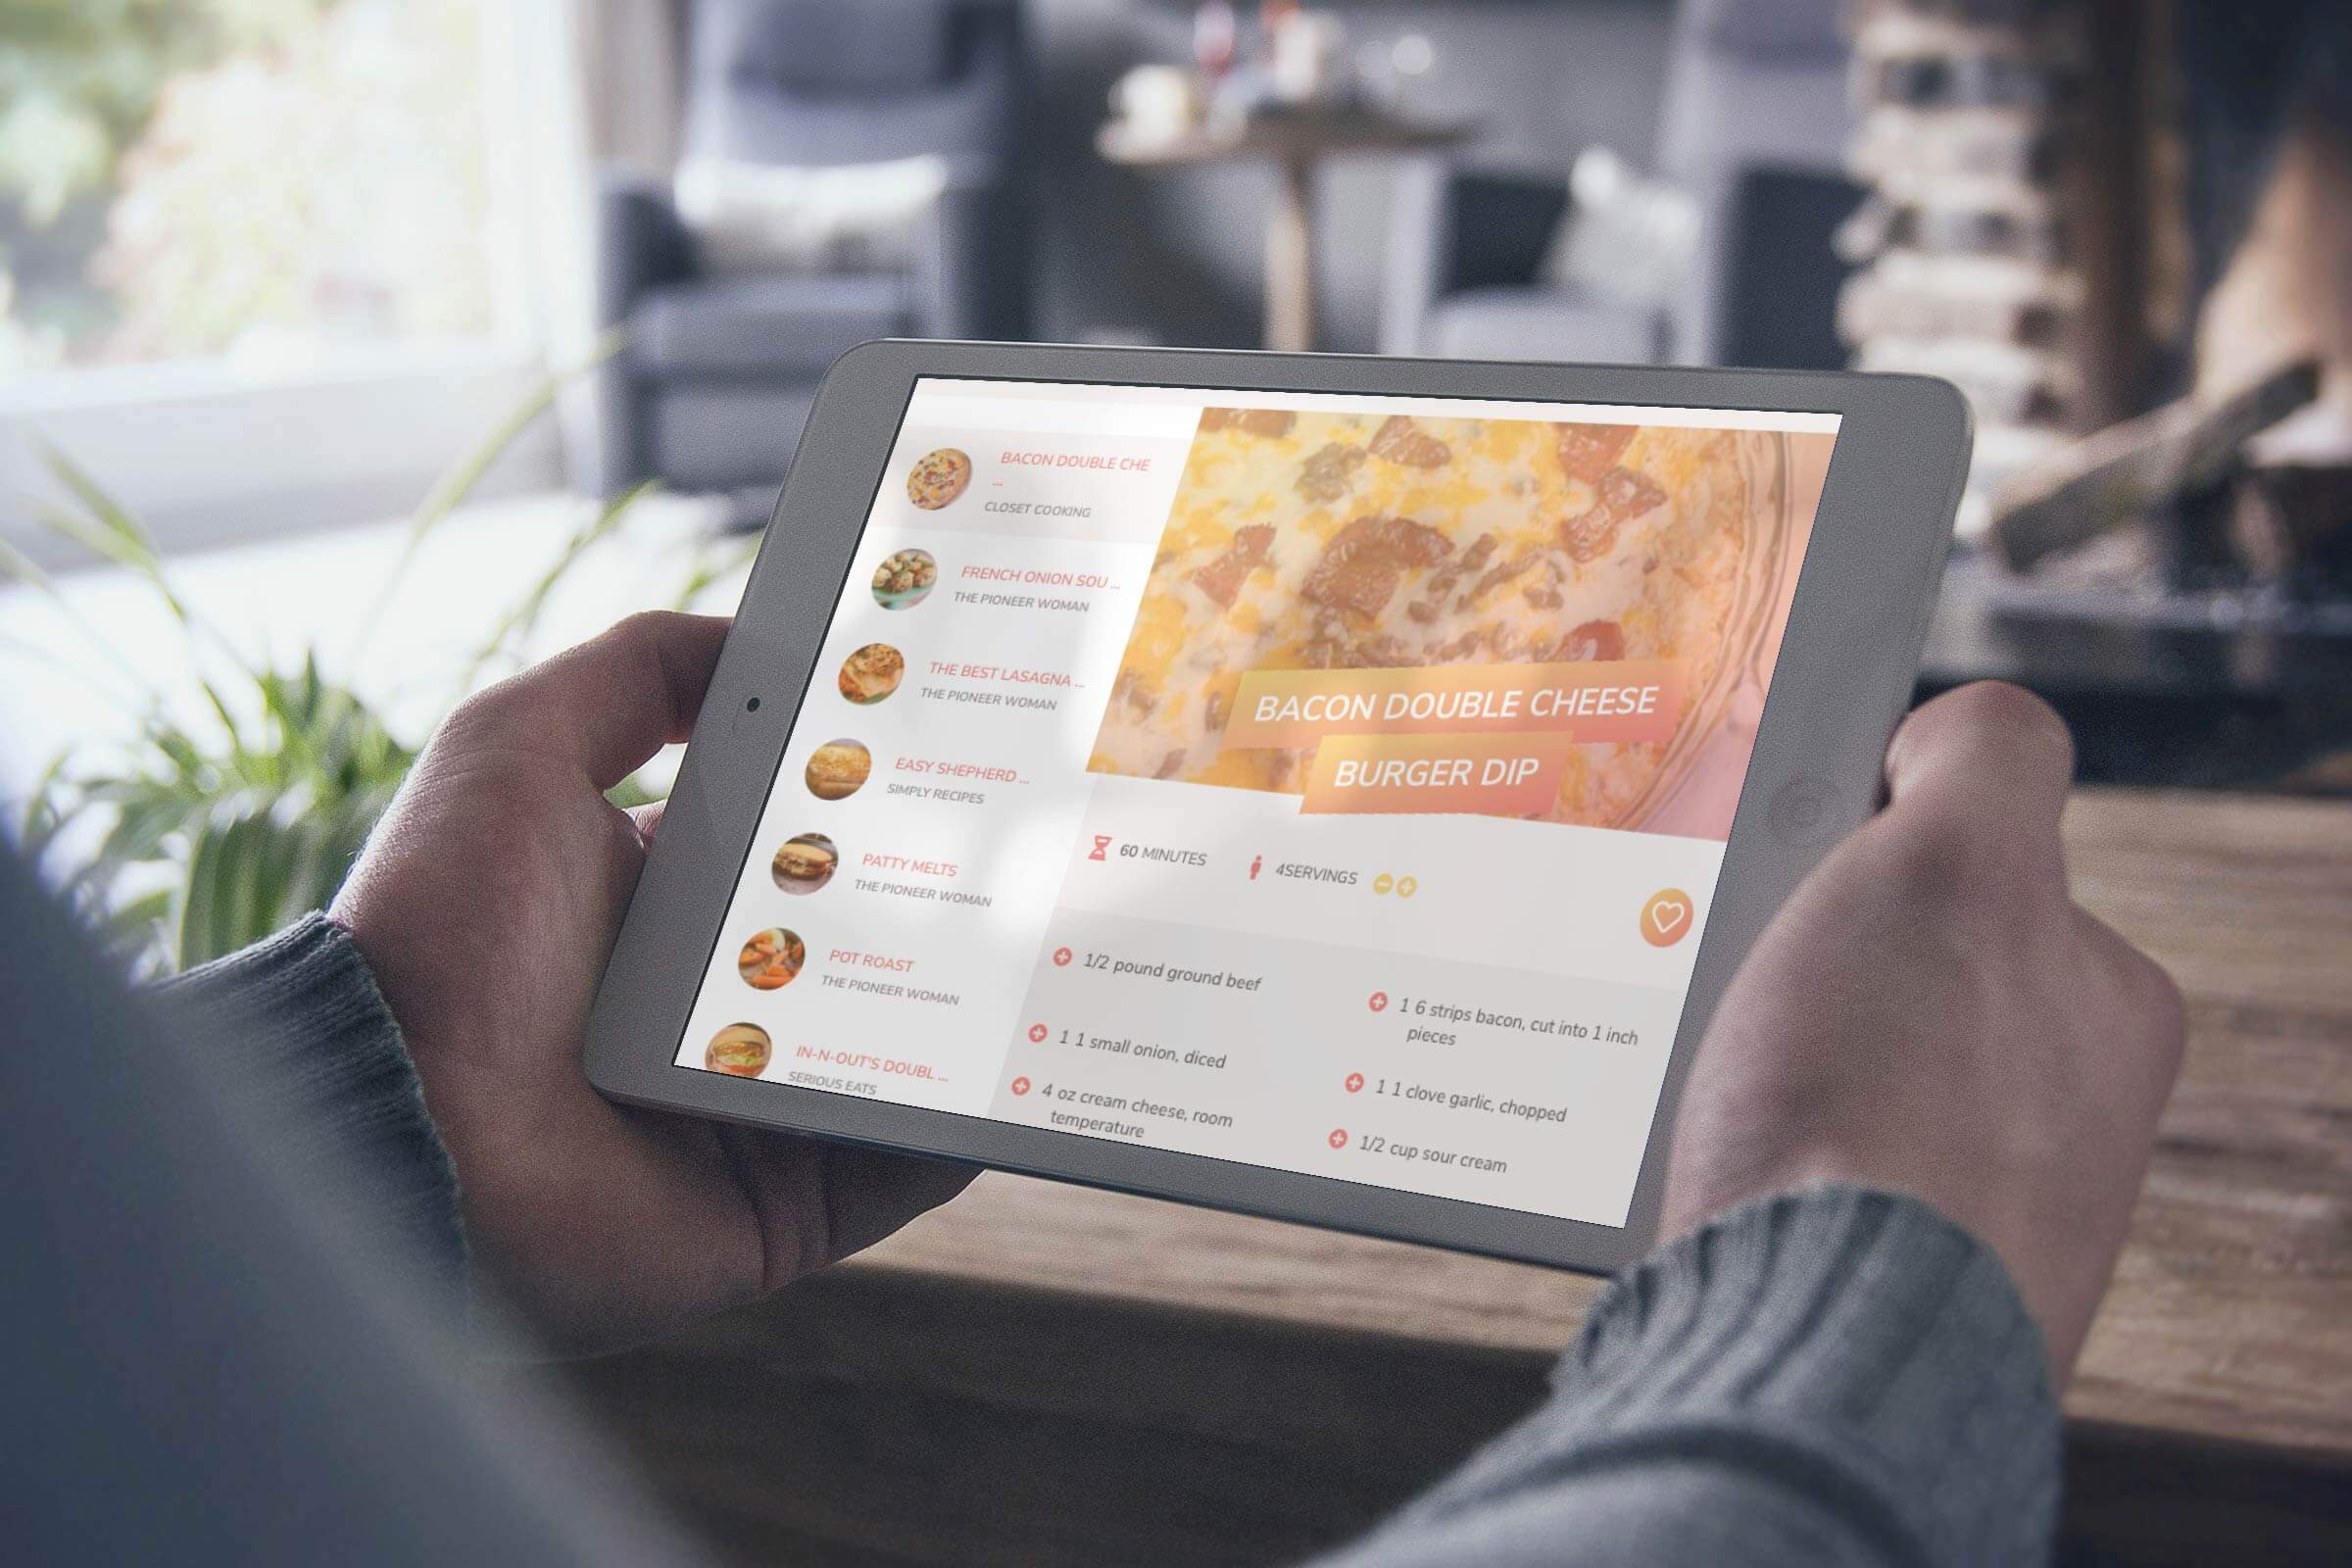 BACON DOUBLE CHE
...
CLOSET COOKING
FRENCH ONION SOU ...
THE PIONEER WOMAN
THE BEST LASAGNA ...
THE PIONEER WOMAN
EASY SHEPHERD ...
SIMPLY RECIPES
PATTY MELTS
THE PIONEER WOMAN
POT ROAST
THE PIONEER WOMAN
IN-N-OUT'S DOUBL ...
SERIOUS EATS
BACON DOUBLE CHEESE
BURGER DIP
60 MINUTES
4SERVINGS
1/2 pound ground beef
1 1 small onion, diced
4 oz cream cheese, room
temperature
1 6 strips bacon, cut into 1 inch
pieces
1 1 clove garlic, chopped
1/2 cup sour cream